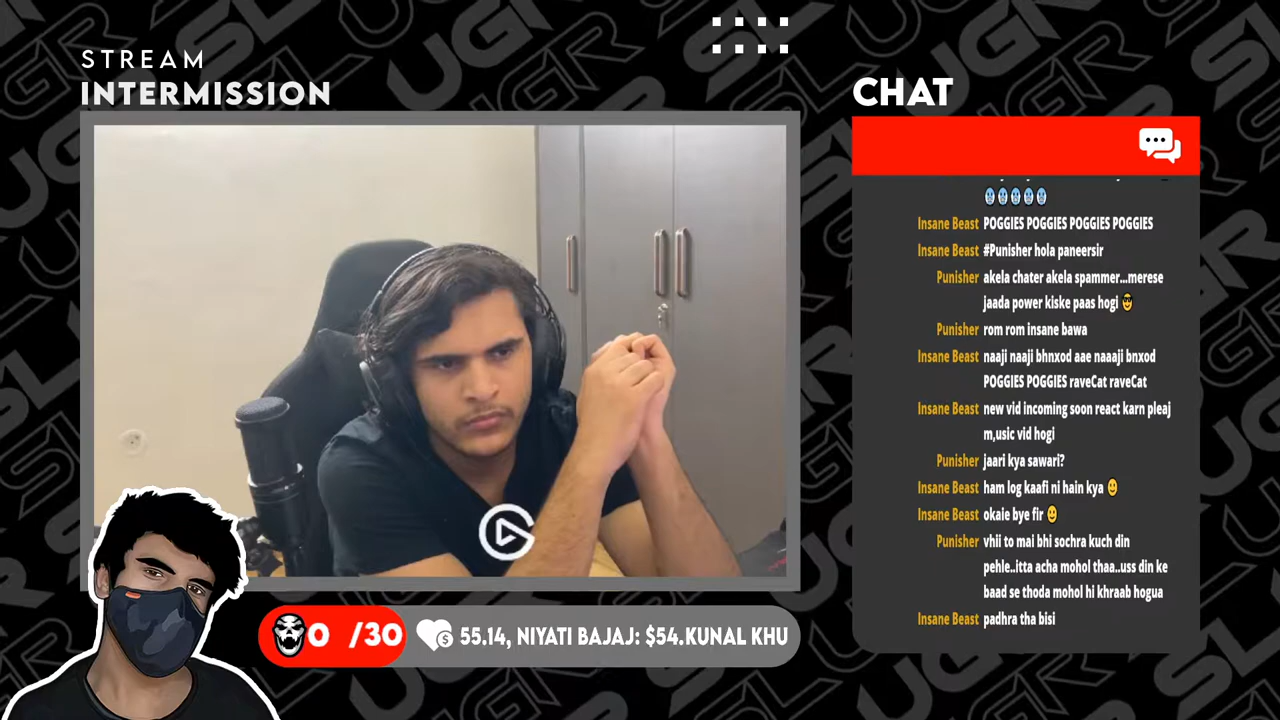 STREAM
INTERMISSION
CHAT
Insane Beast POGGIES POGGIES POGGIES POGGIES
Insane Beast #Punisher hola paneersir
Punisher akela chater akela spammer...merese
jaada power kiske paas hogi
Punisher rom rom insane bawa
Insane Beast naaji naaji bhnxod aae naaaji bnxod
POGGIES POGGIES raveCat raveCat
Insane Beast new vid incoming soon react karn pleaj
m,usic vid hogi
Punisher jaari kya sawari?
Insane Beast ham log kaafi ni hain kya
Insane Beast okaie bye fir
Punisher vhii to mai bhi sochra kuch din
pehle..itta acha mohol thaa..uss din ke
baad se thoda mohol hi khraab hogua
Insane Beast padhra tha bisi
0 /30
55.14, NIYATI BAJAJ: $54.KUNAL KHU
UGR SL